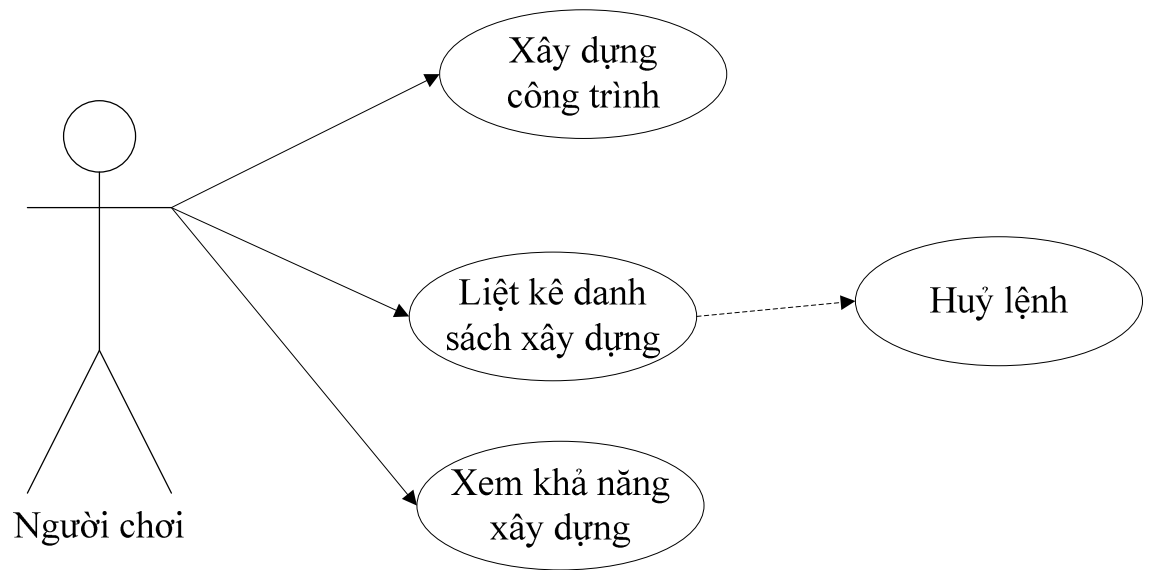 Xây dựng
công trình
Liệt kê danh
sách xây dựng
Huỷ lệnh
Xem khả năng
xây dựng
Người chơi